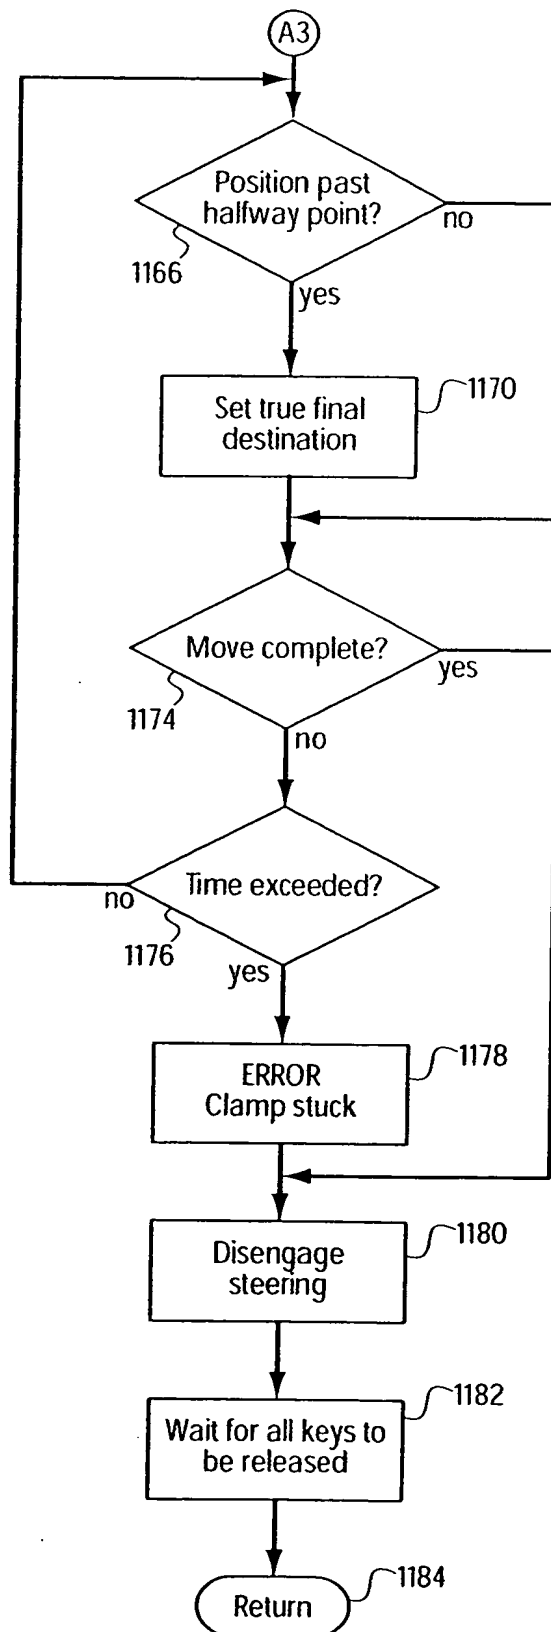 A3
Position past
halfway point?
no
1166
yes
1170
Set true final
destination
Move complete?
yes
1174
no
Time exceeded?
no
1176
yes
1178
ERROR
Clamp stuck
1180
Disengage
steering
1182
Wait for all keys to
be released
1184
Return